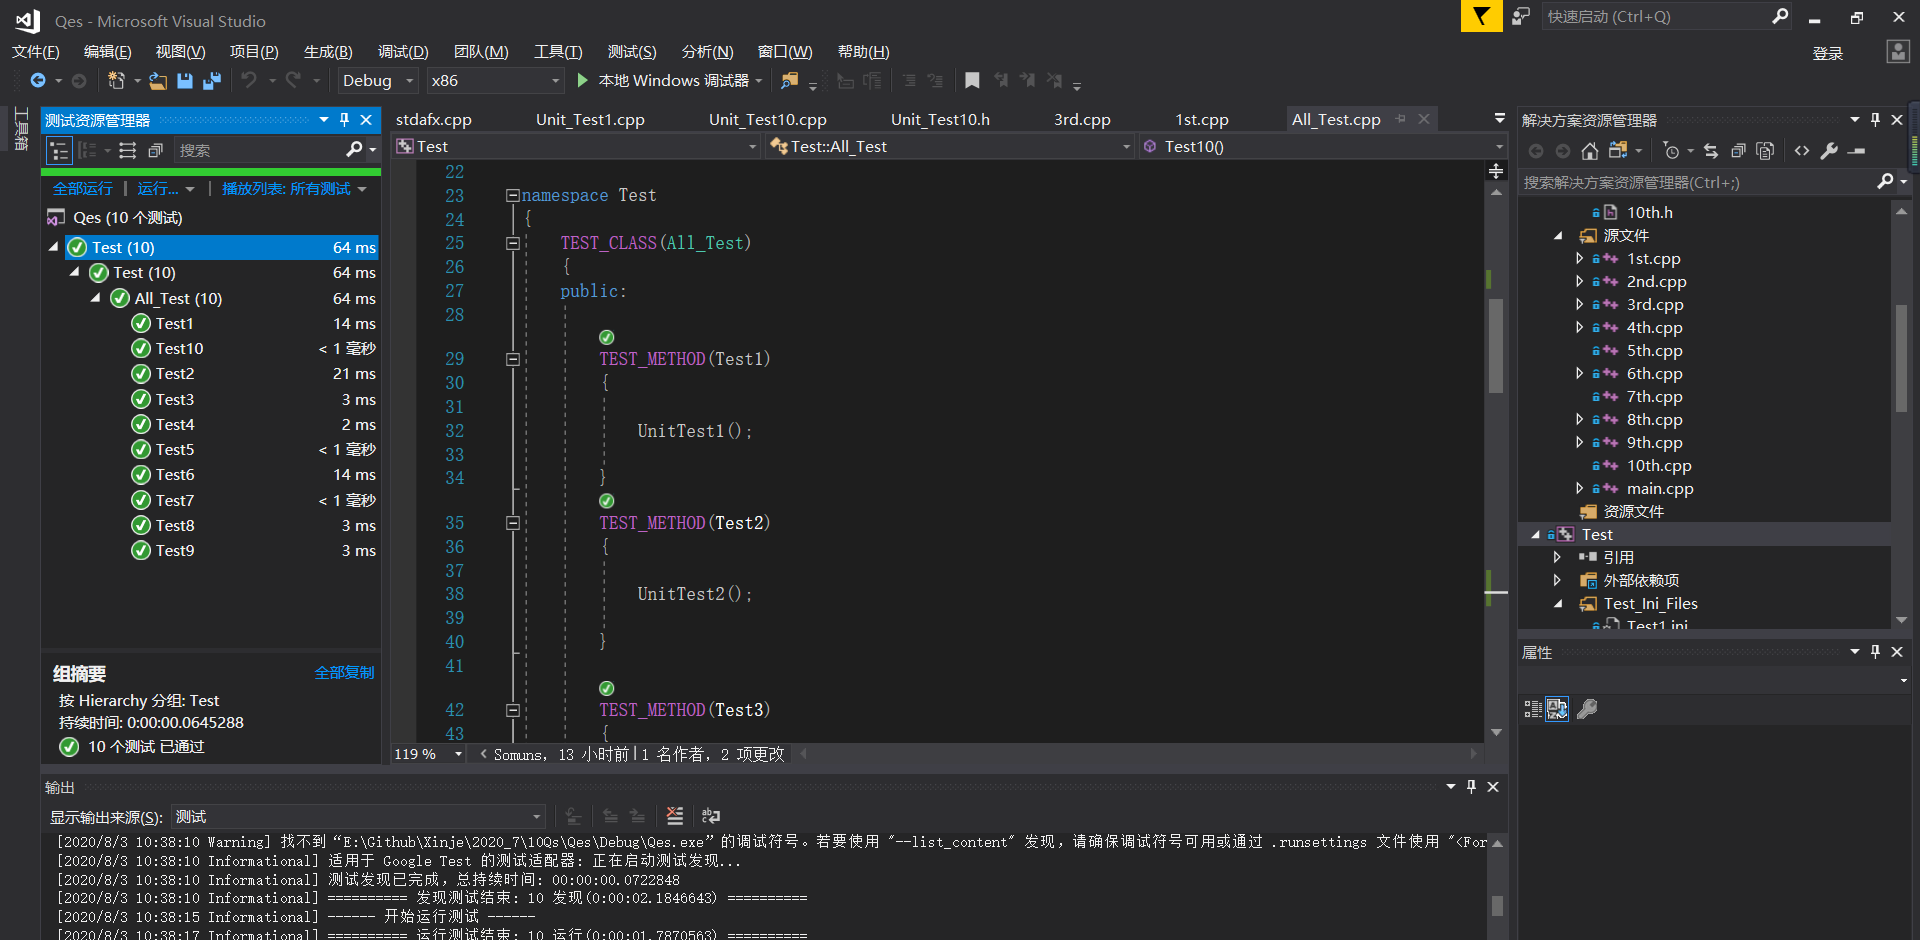 Qes - Microsoft Visual Studio
快速启动 (Ctrl+Q)
文件(F) 编辑(E) 视图(V) 项目(P) 生成(B) 调试(D) 团队(M) 工具(T) 测试(S) 分析(N) 窗口(W) 帮助(H)
登录
Debug x86 本地 Windows 调试器
工具箱
测试资源管理器
搜索
全部运行 | 运行... | 播放列表: 所有测试
Qes (10 个测试)
Test (10) 64 ms
Test (10) 64 ms
All_Test (10) 64 ms
Test1 14 ms
Test10 < 1 毫秒
Test2 21 ms
Test3 3 ms
Test4 2 ms
Test5 < 1 毫秒
Test6 14 ms
Test7 < 1 毫秒
Test8 3 ms
Test9 3 ms
组摘要 全部复制
按 Hierarchy 分组: Test
持续时间: 0:00:00.0645288
10 个测试 已通过
stdafx.cpp Unit_Test1.cpp Unit_Test10.cpp Unit_Test10.h 3rd.cpp 1st.cpp All_Test.cpp
Test Test::All_Test Test10()
22
23 namespace Test
24 {
25 TEST_CLASS(All_Test)
26 {
27 public:
28
29 TEST_METHOD(Test1)
30 {
31
32 UnitTest1();
33
34 }
35 TEST_METHOD(Test2)
36 {
37
38 UnitTest2();
39
40 }
41
42 TEST_METHOD(Test3)
43 {
119 % Somuns, 13 小时前|1 名作者, 2 项更改
解决方案资源管理器
搜索解决方案资源管理器(Ctrl+;)
10th.h
源文件
1st.cpp
2nd.cpp
3rd.cpp
4th.cpp
5th.cpp
6th.cpp
7th.cpp
8th.cpp
9th.cpp
10th.cpp
main.cpp
资源文件
Test
引用
外部依赖项
Test_Ini_Files
Test1.ini
属性
输出
显示输出来源(S): 测试
[2020/8/3 10:38:10 Warning] 找不到“E:\Github\Xinje\2020_7\10Qs\Qes\Debug\Qes.exe”的调试符号。若要使用 "--list_content" 发现，请确保调试符号可用或通过 .runsettings 文件使用 "<For
[2020/8/3 10:38:10 Informational] 适用于 Google Test 的测试适配器: 正在启动测试发现...
[2020/8/3 10:38:10 Informational] 测试发现已完成，总持续时间: 00:00:00.0722848
[2020/8/3 10:38:10 Informational] ========== 发现测试结束: 10 发现(0:00:02.1846643) ==========
[2020/8/3 10:38:15 Informational] ------ 开始运行测试 ------
[2020/8/3 10:38:17 Informational] ========== 运行测试结束: 10 运行(0:00:01.7870563) ==========